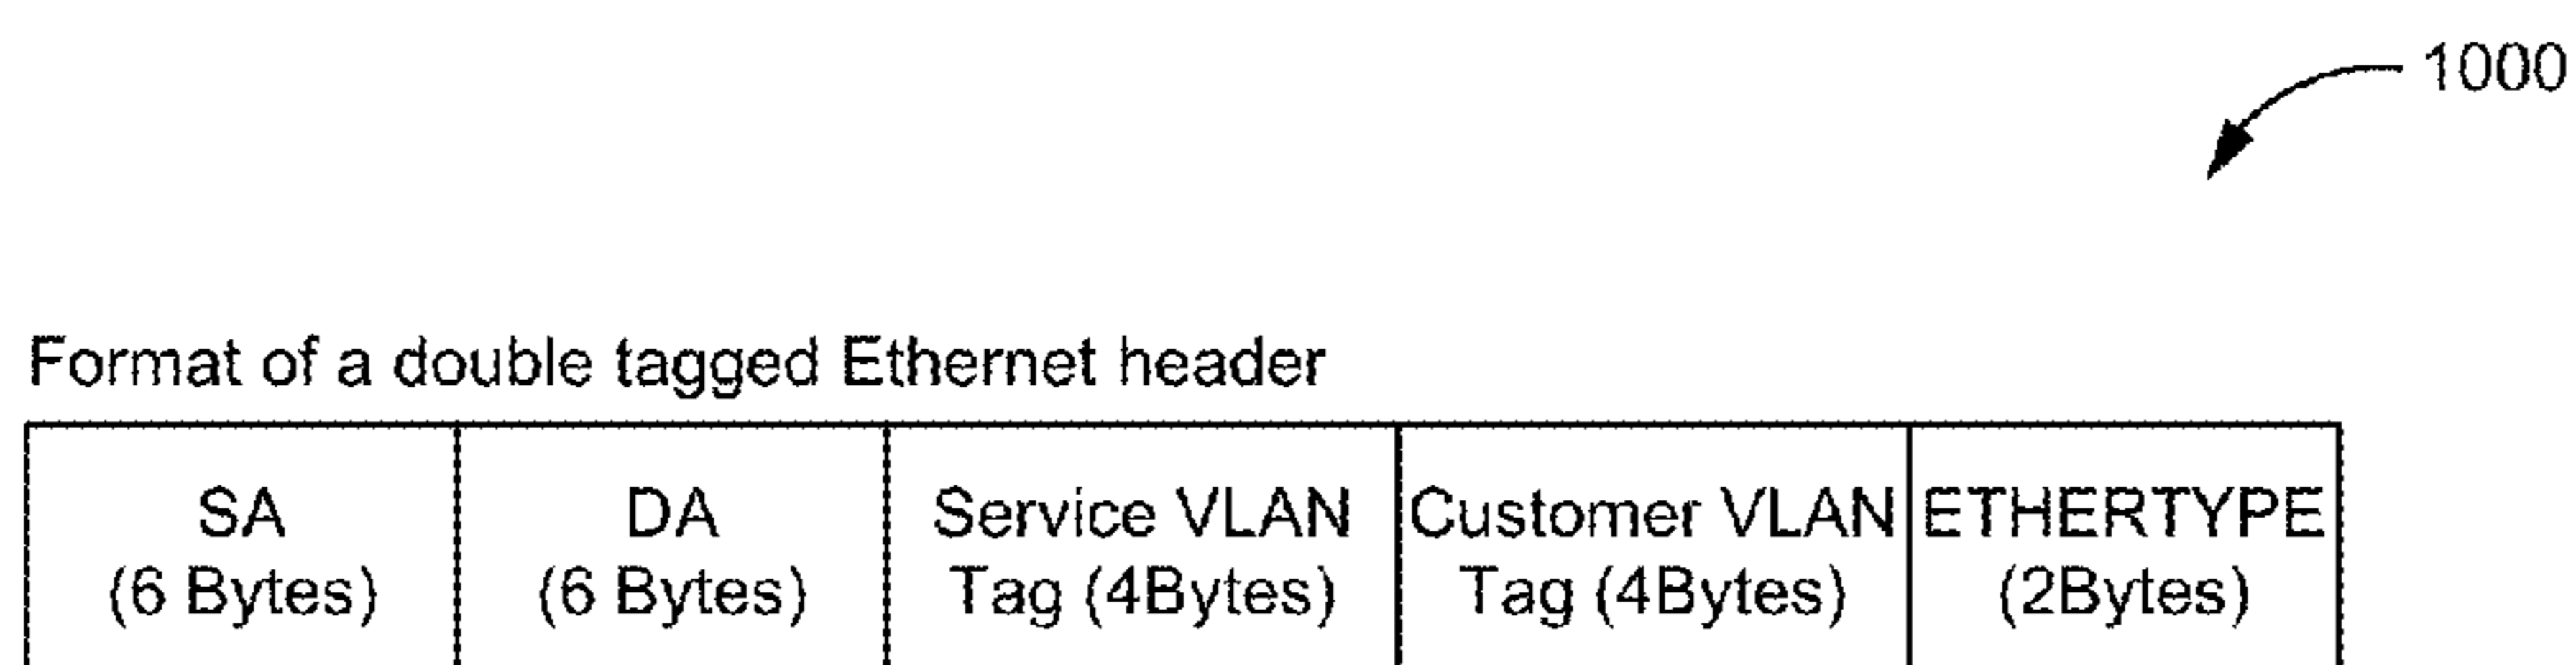 1000
Format of a double tagged Ethernet header
SA
(6 Bytes)
DA
(6 Bytes)
Service VLAN
Tag (4Bytes)
Customer VLAN
Tag (4Bytes)
ETHERTYPE
(2Bytes)